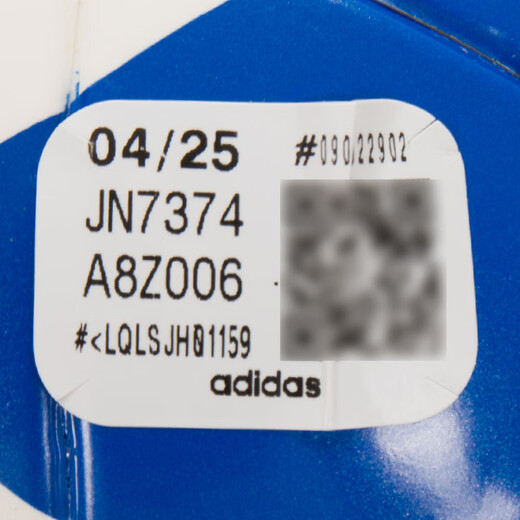 04/25 #090/22902
JN7374
A8Z006
#<LQLSJH01159
adidas